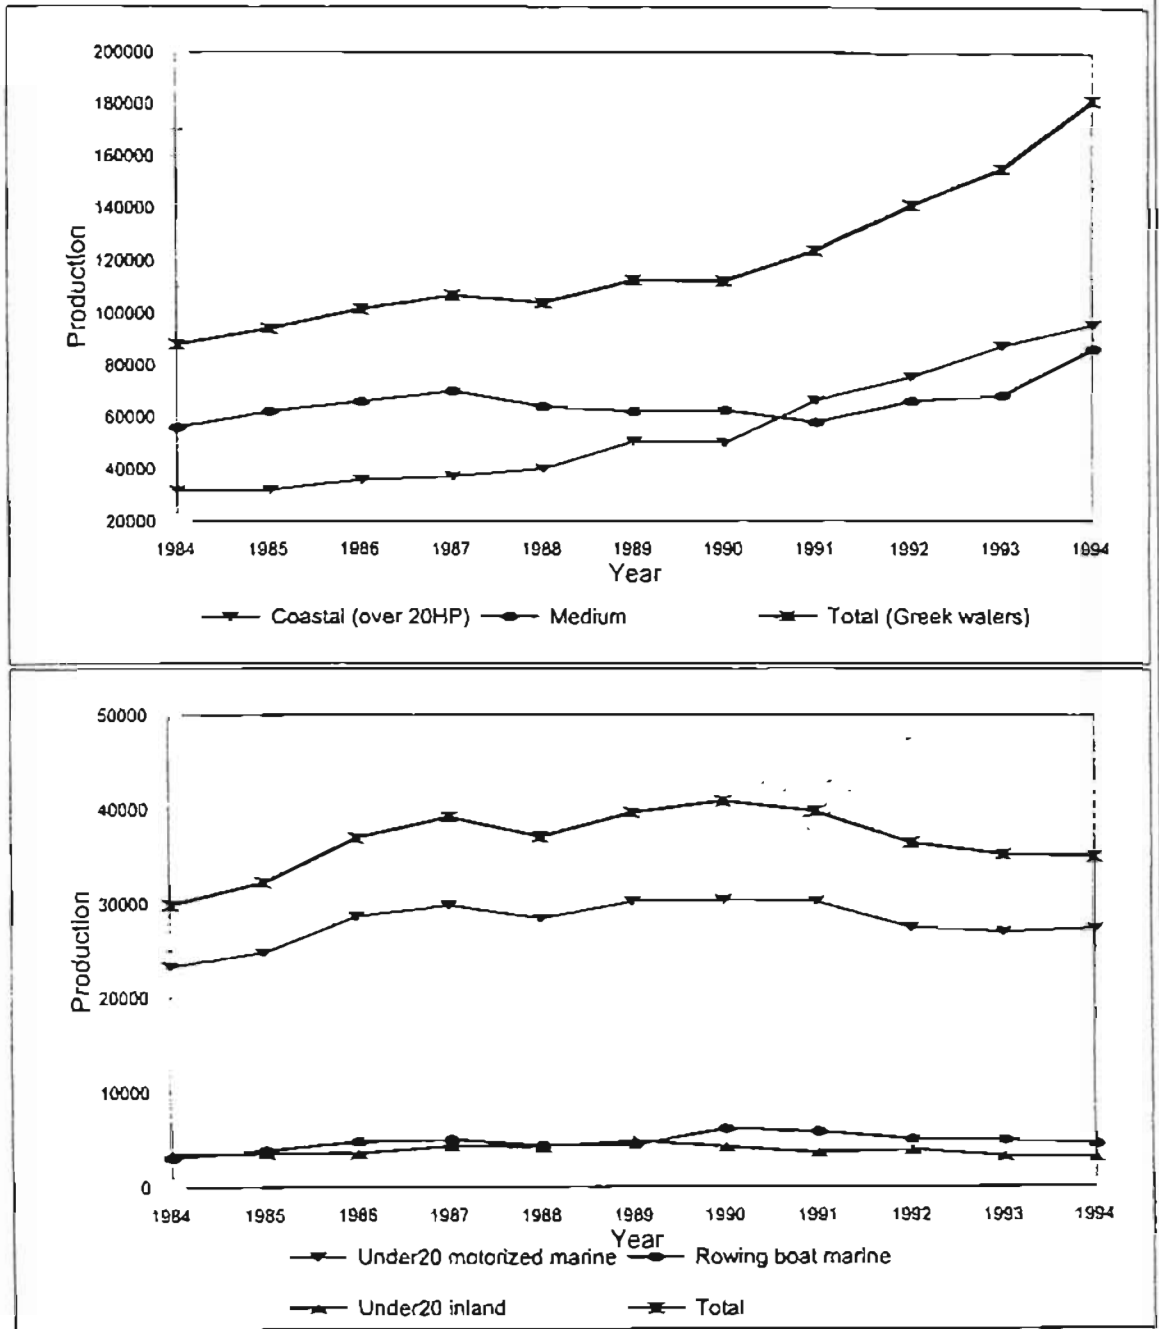 200000
180000
160000
140000
120000
100000
80000
60000
40000
20000
Production
1984 1985 1986 1987 1988 1989 1990 1991 1992 1993 1994
Year
Coastal (over 20HP) Medium Total (Greek waters)
50000
40000
30000
20000
10000
0
Production
1984 1985 1986 1987 1988 1989 1990 1991 1992 1993 1994
Year
Under20 motorized marine Rowing boat marine
Under20 inland Total